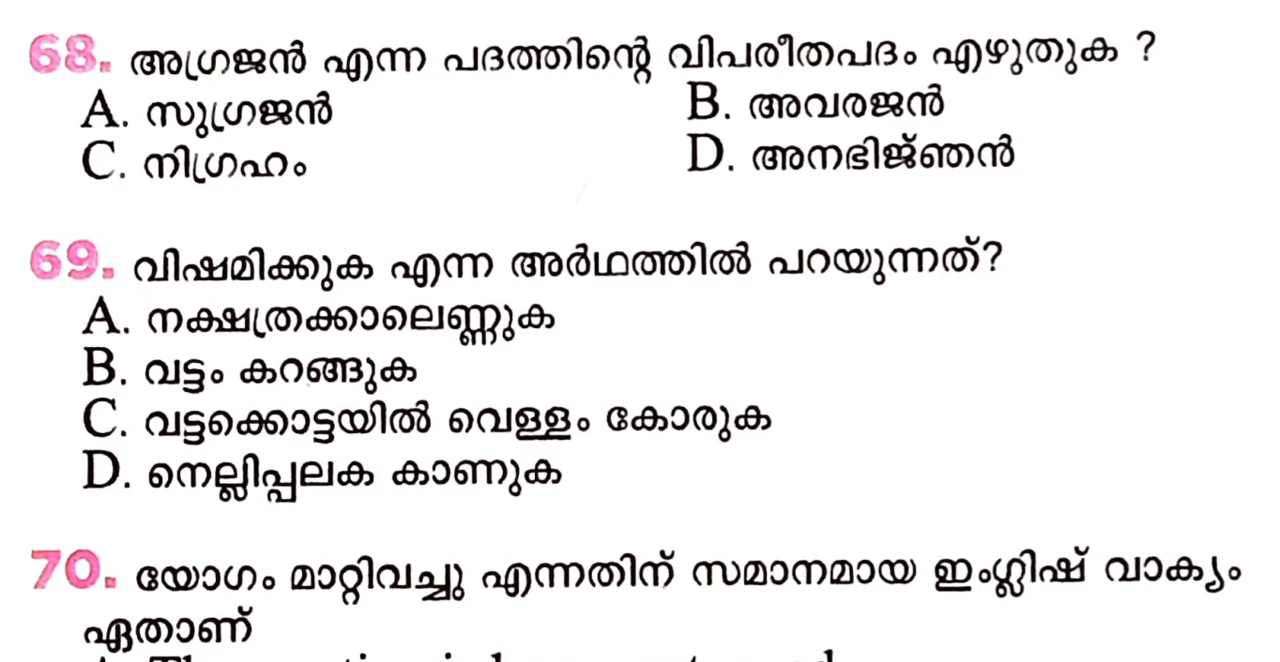 68. അഗ്രജൻ എന്ന പദത്തിന്റെ വിപരീതപദം എഴുതുക ?
A. സുഗ്രജൻ B. അവരജൻ
C. നിഗ്രഹം D. അനഭിജ്ഞൻ
69. വിഷമിക്കുക എന്ന അർഥത്തിൽ പറയുന്നത്?
A. നക്ഷത്രക്കാലെണ്ണുക
B. വട്ടം കറങ്ങുക
C. വട്ടക്കൊട്ടയിൽ വെള്ളം കോരുക
D. നെല്ലിപ്പലക കാണുക
70. യോഗം മാറ്റിവച്ചു എന്നതിന് സമാനമായ ഇംഗ്ലിഷ് വാക്യം
ഏതാണ്